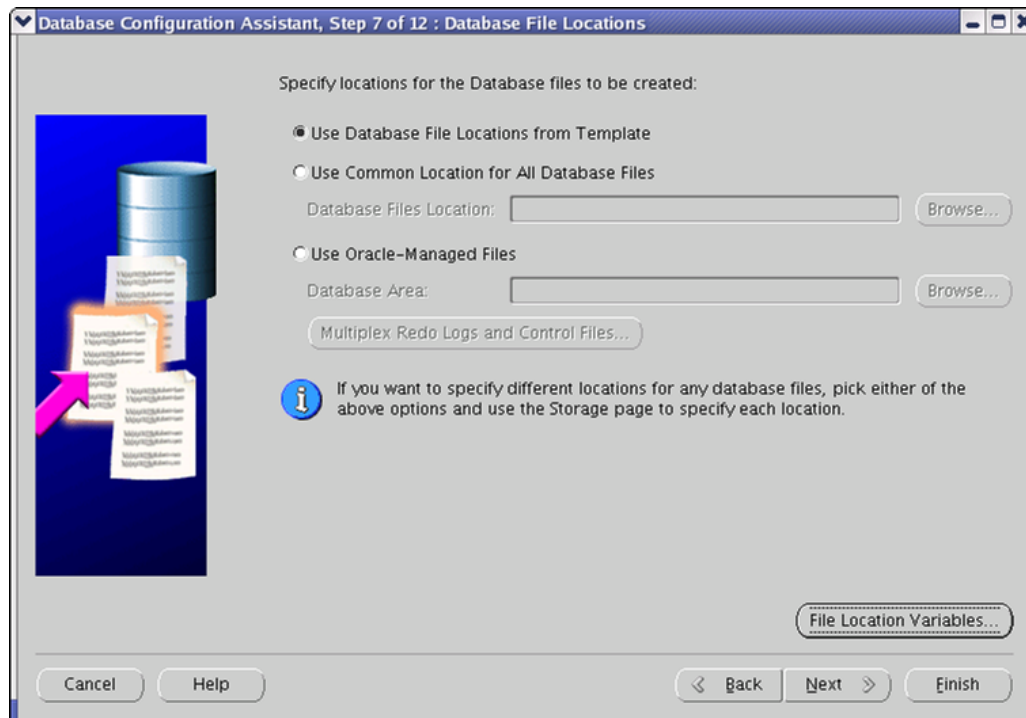 Database Configuration Assistant, Step 7 of 12 : Database File Locations
Specify locations for the Database files to be created:
Use Database File Locations from Template
Use Common Location for All Database Files
Database Files Location:
Browse...
Use Oracle-Managed Files
Database Area:
Browse...
Multiplex Redo Logs and Control Files...
If you want to specify different locations for any database files, pick either of the
above options and use the Storage page to specify each location.
File Location Variables...
Cancel
Help
Back
Next
Finish